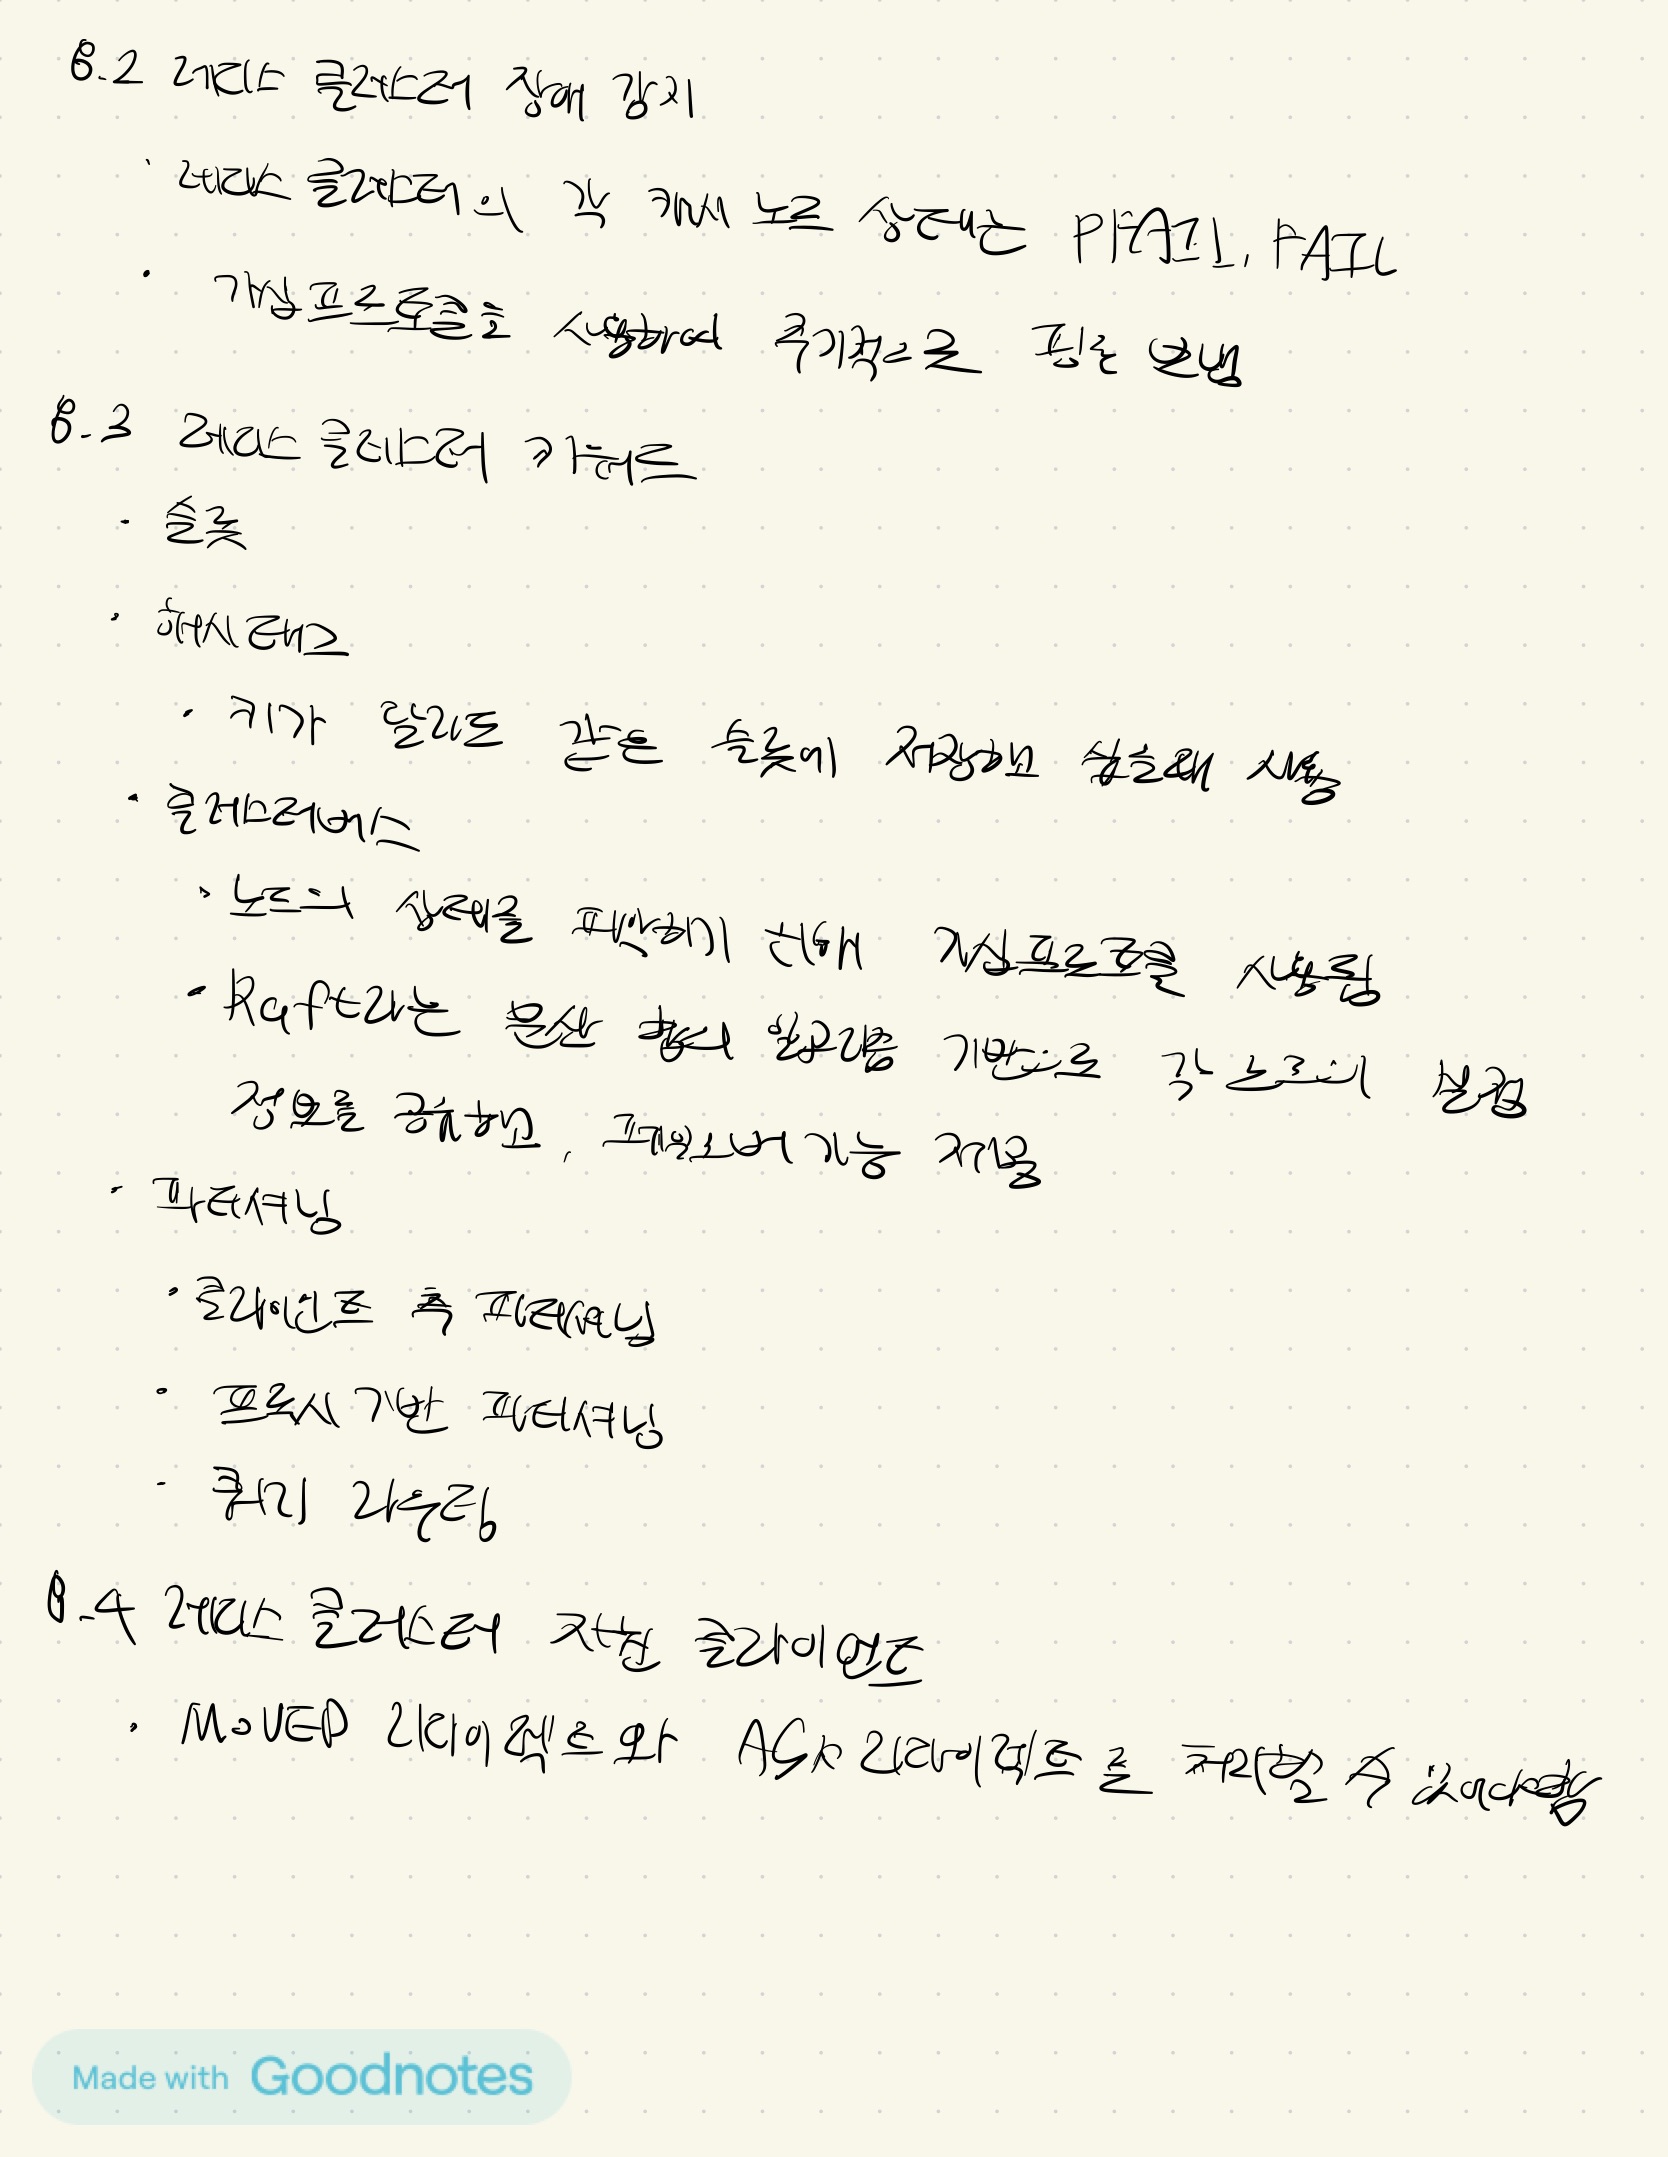 8.2 레디스 클러스터 장애 감지
· 레디스 클러스터의 각 캐시 노드 상태는 PFAIL, FAIL
· 가십프로토콜을 사용하여 주기적으로 핑을 보냄
8.3 레디스 클러스터 키워드
· 슬롯
· 해시태그
· 키가 달라도 같은 슬롯에 저장하고 싶을때 사용
· 클러스터버스
· 노드의 상태를 파악하기 위해 가십프로토콜 사용됨
· Raft라는 분산 합의 알고리즘 기반으로 각 노드의
정보를 공유하고, 페일오버 기능 제공
· 파티셔닝
· 클라이언트 측 파티셔닝
· 프록시 기반 파티셔닝
· 쿼리 라우팅
8.4 레디스 클러스터 지원 클라이언트
· MOVED 리다이렉트와 ASK 리다이렉트를 처리할 수 있어야함
Made with Goodnotes